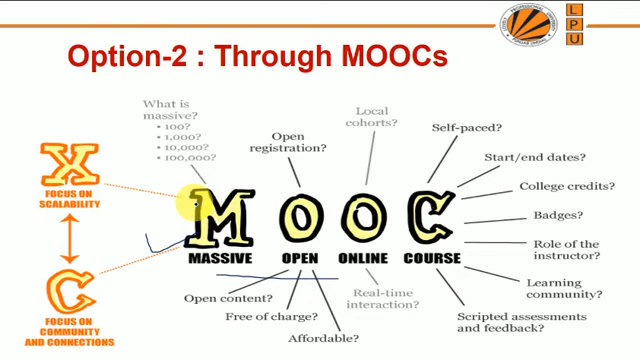 L
P
U
Option-2 : Through MOOCs
What is
massive?
• 100?
• 1,000?
• 10,000?
• 100,000?
Open
registration?
Local
cohorts?
Self-paced?
Start/end dates?
College credits?
Badges?
Role of the
instructor?
Learning
community?
Scripted assessments
and feedback?
X
FOCUS ON
SCALABILITY
C
FOCUS ON
COMMUNITY
AND CONNECTIONS
M O O C
MASSIVE OPEN ONLINE COURSE
Open content?
Free of charge?
Affordable?
Real-time
interaction?